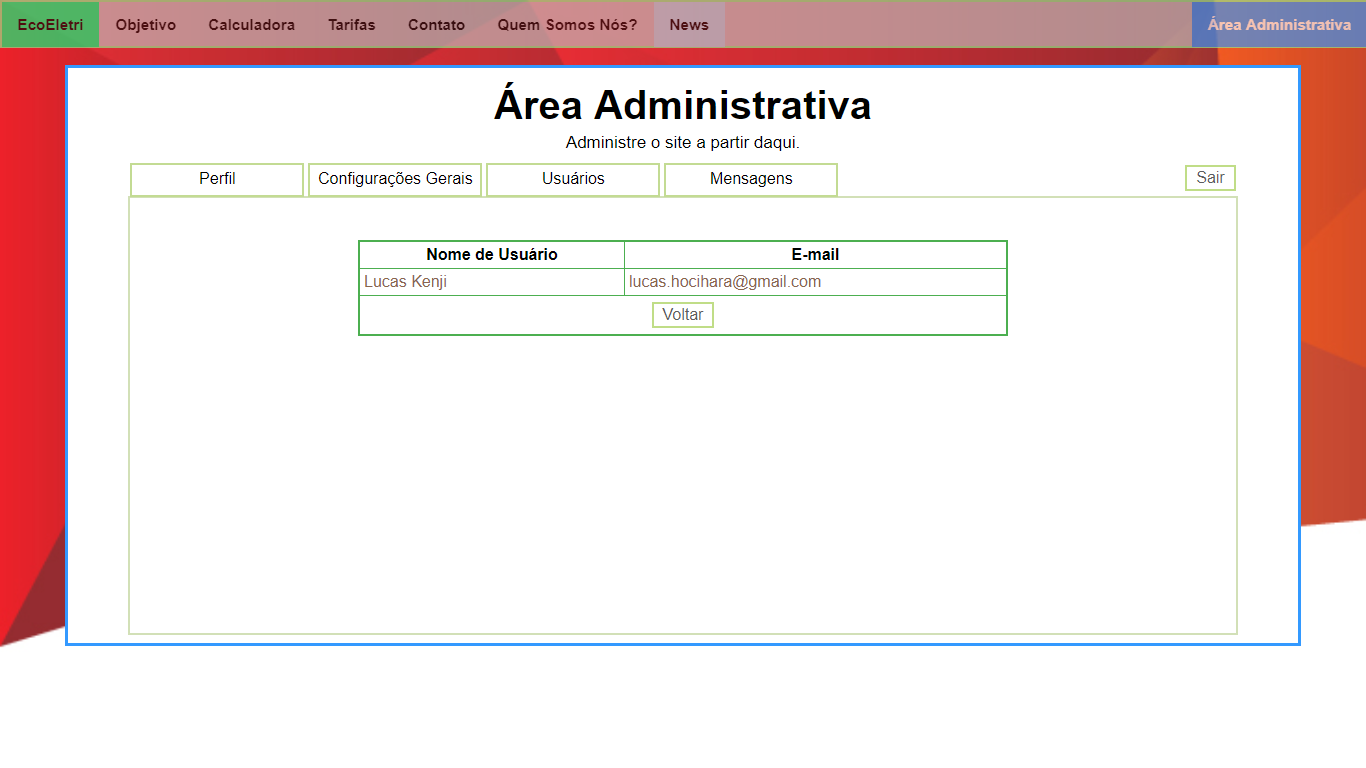 EcoEletri Objetivo Calculadora Tarifas Contato Quem Somos Nós? News Área Administrativa
Área Administrativa
Administre o site a partir daqui.
Perfil Configurações Gerais Usuários Mensagens Sair
Nome de Usuário E-mail
Lucas Kenji lucas.hocihara@gmail.com
Voltar